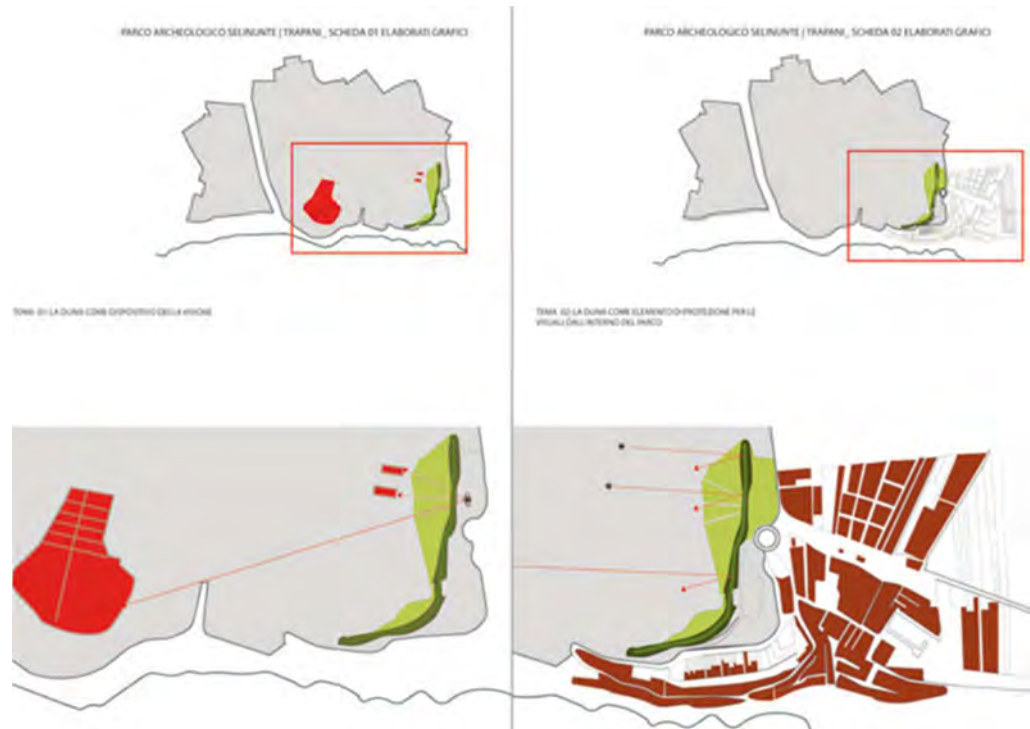 PARCO ARCHEOLOGICO SELINUNTE | TRAPANI_ SCHEDA 01 ELABORATI GRAFICI
PARCO ARCHEOLOGICO SELINUNTE | TRAPANI_ SCHEDA 02 ELABORATI GRAFICI
TEMA 01 LA DUNA COME DISPOSITIVO DELLA VISIONE
TEMA 02 LA DUNA COME ELEMENTO DI PROTEZIONE PER LE
VISUALI DALL'INTERNO DEL PARCO